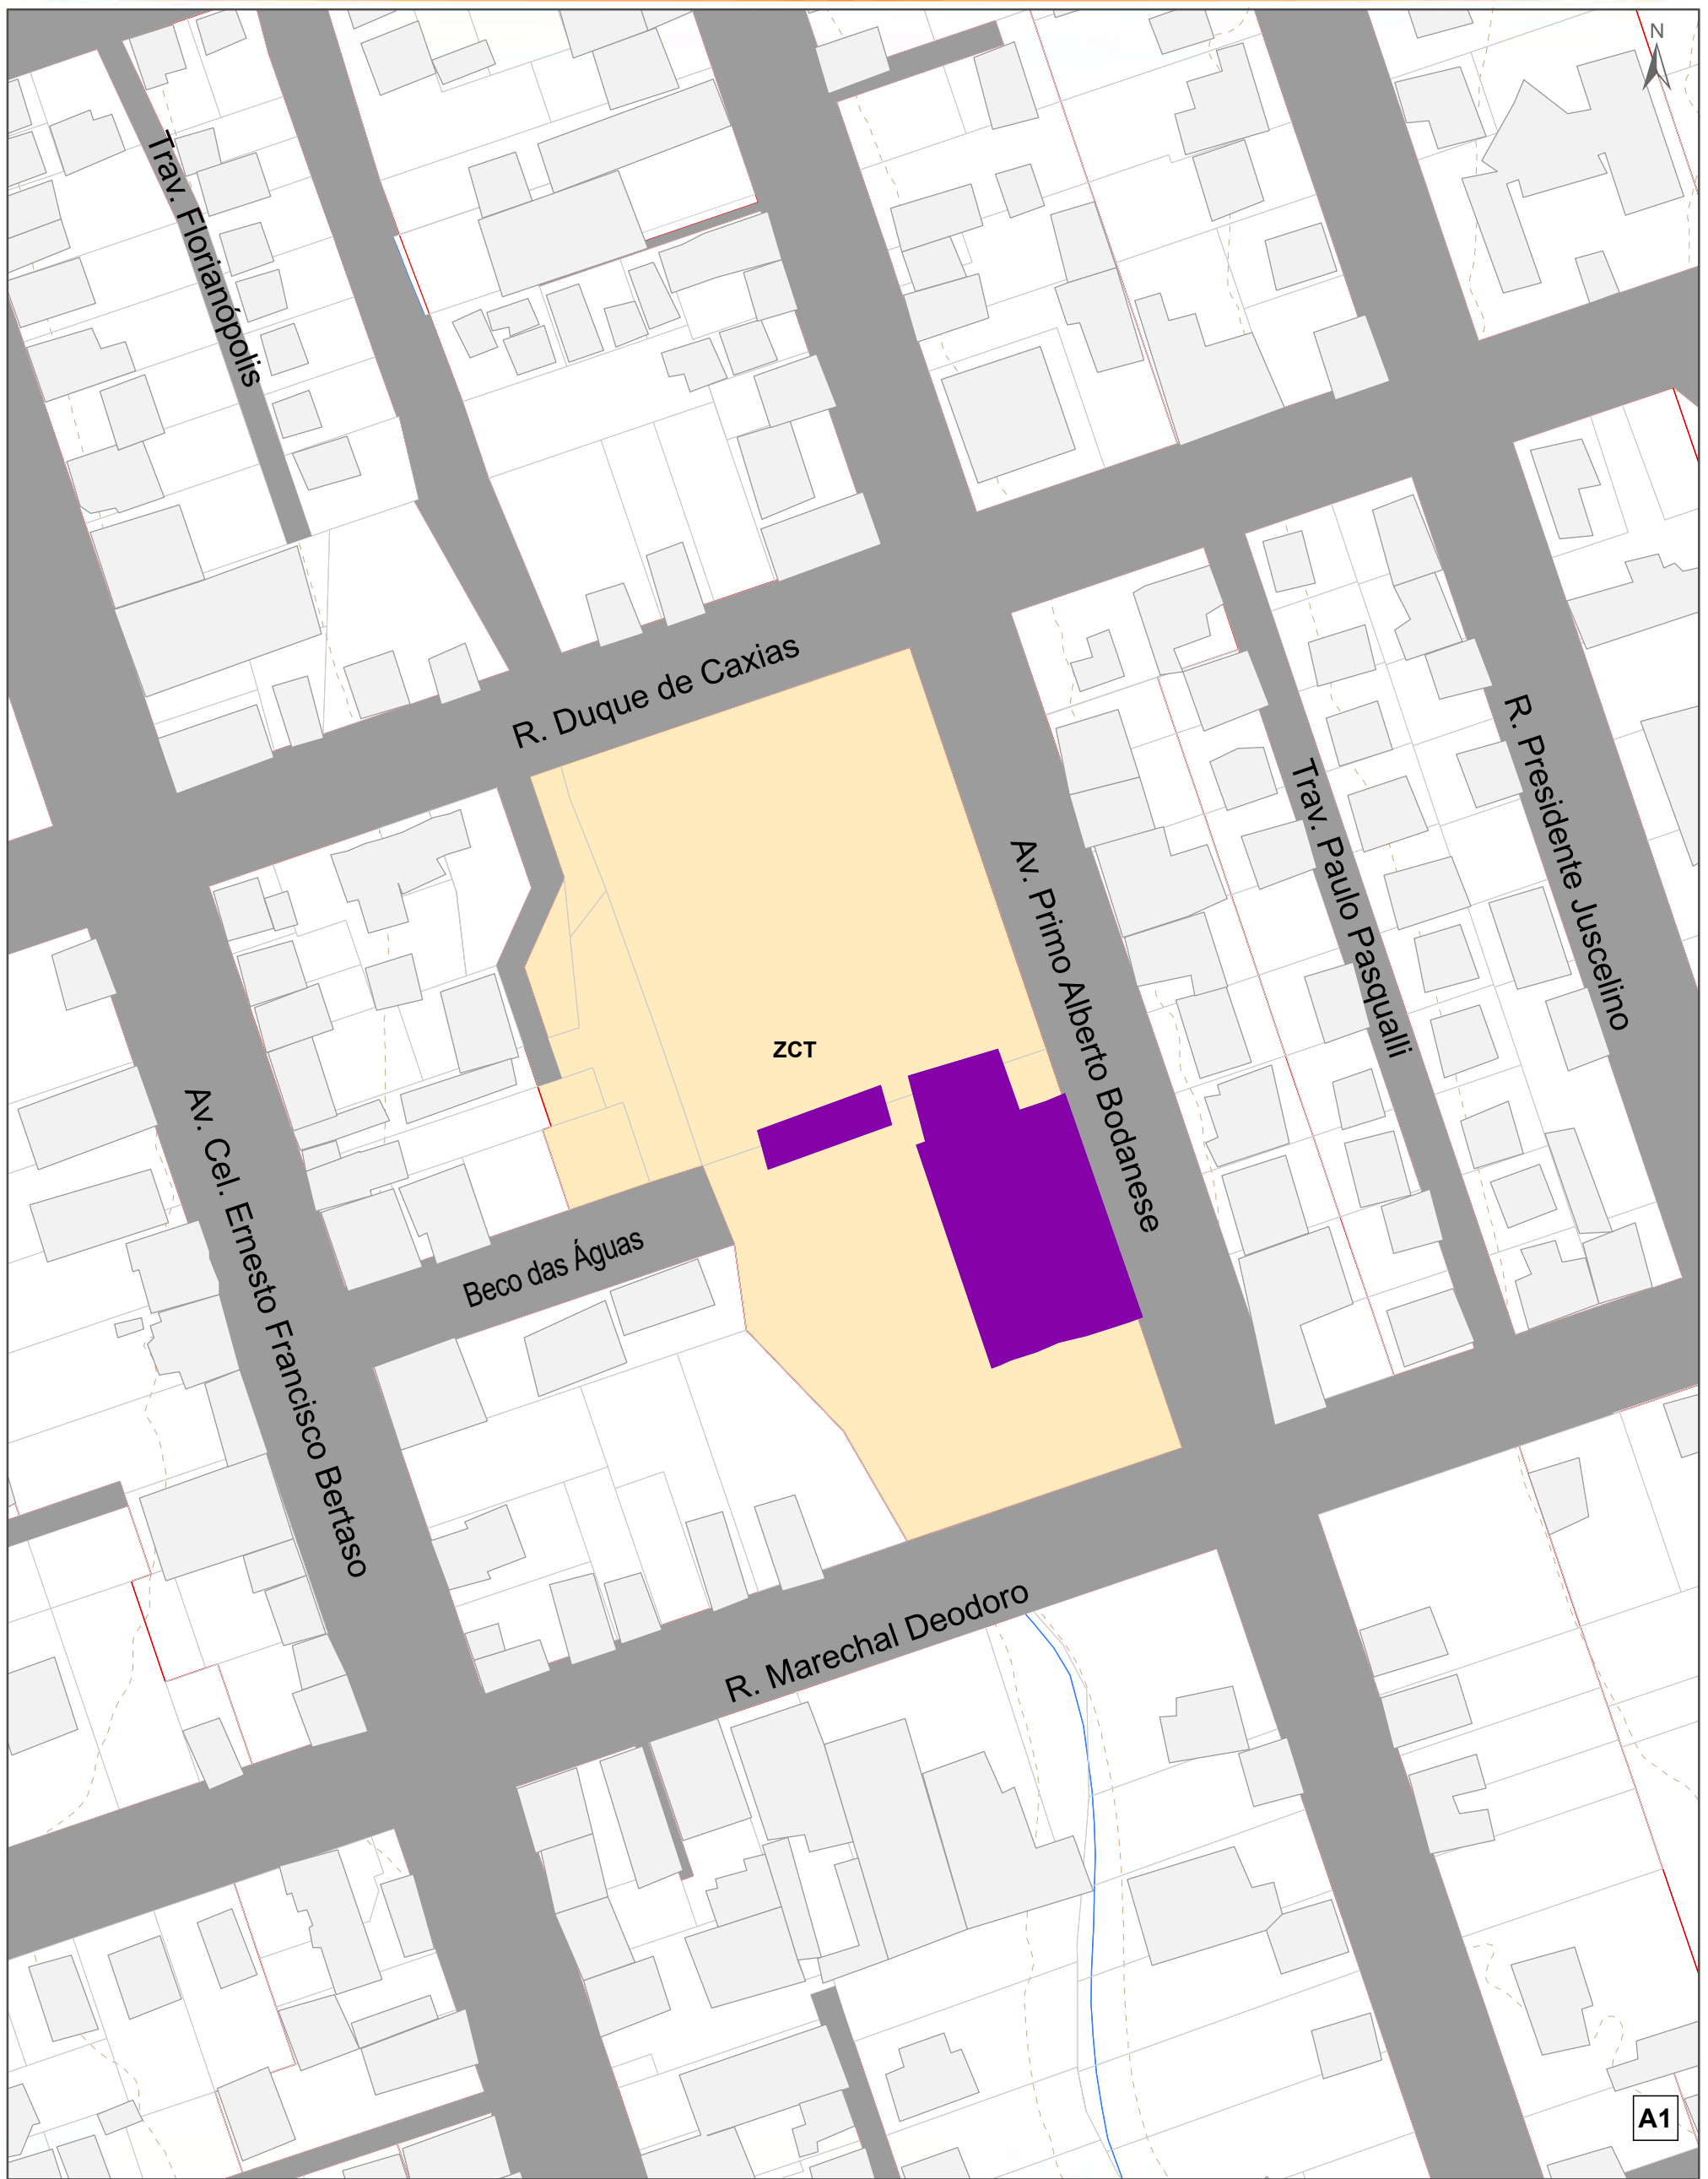 N
Trav. Florianópolis
R. Duque de Caxias
R. Presidente Juscelino
Trav. Paulo Pasqualli
Av. Primo Alberto Bodanese
ZCT
Av. Cel. Ernesto Francisco Bertaso
Beco das Águas
R. Marechal Deodoro
A1